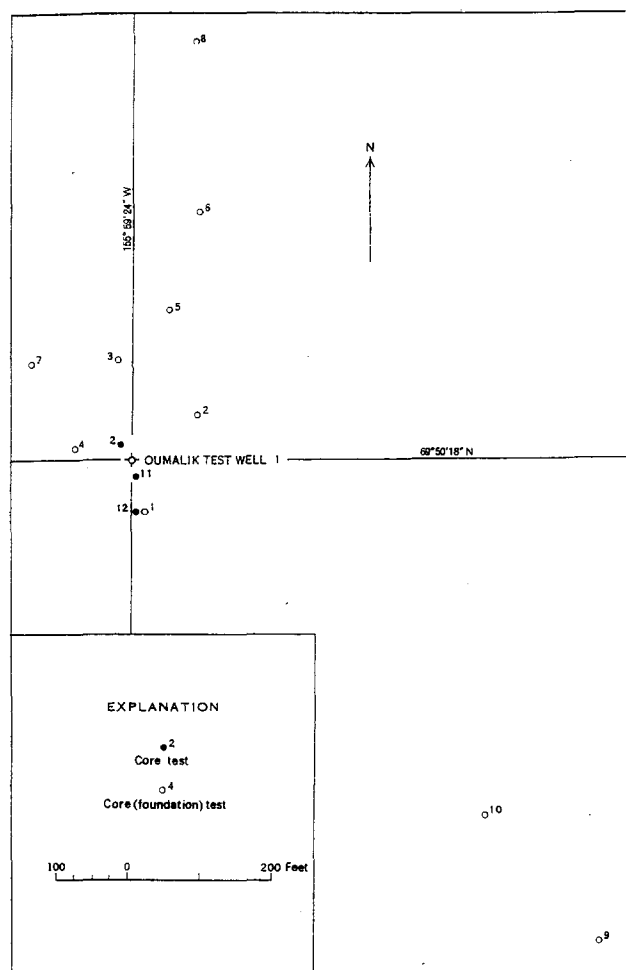 8
N
155° 59' 24" W
6
5
3
7
2
2
4
OUMALIK TEST WELL 1
69° 50' 18" N
11
12
1
EXPLANATION
2
Core test
4
Core (foundation) test
100 0 200 Feet
10
9